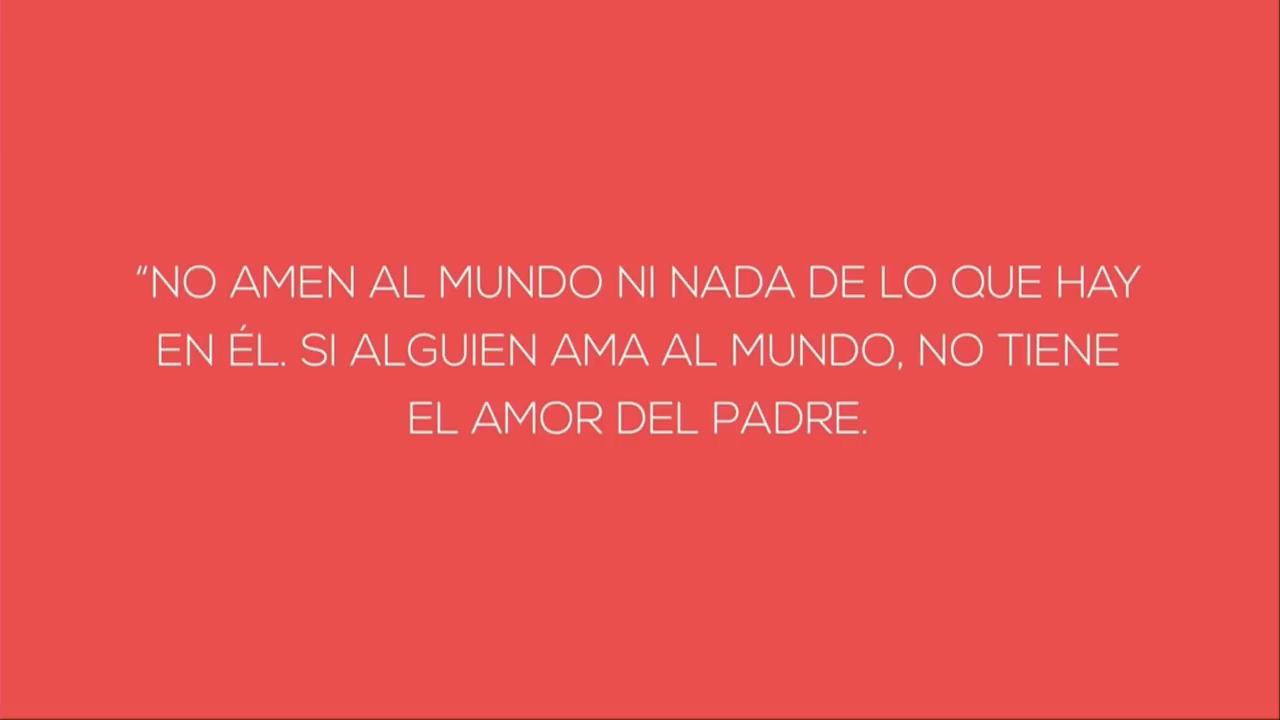 “NO AMEN AL MUNDO NI NADA DE LO QUE HAY
EN ÉL. SI ALGUIEN AMA AL MUNDO, NO TIENE
EL AMOR DEL PADRE.